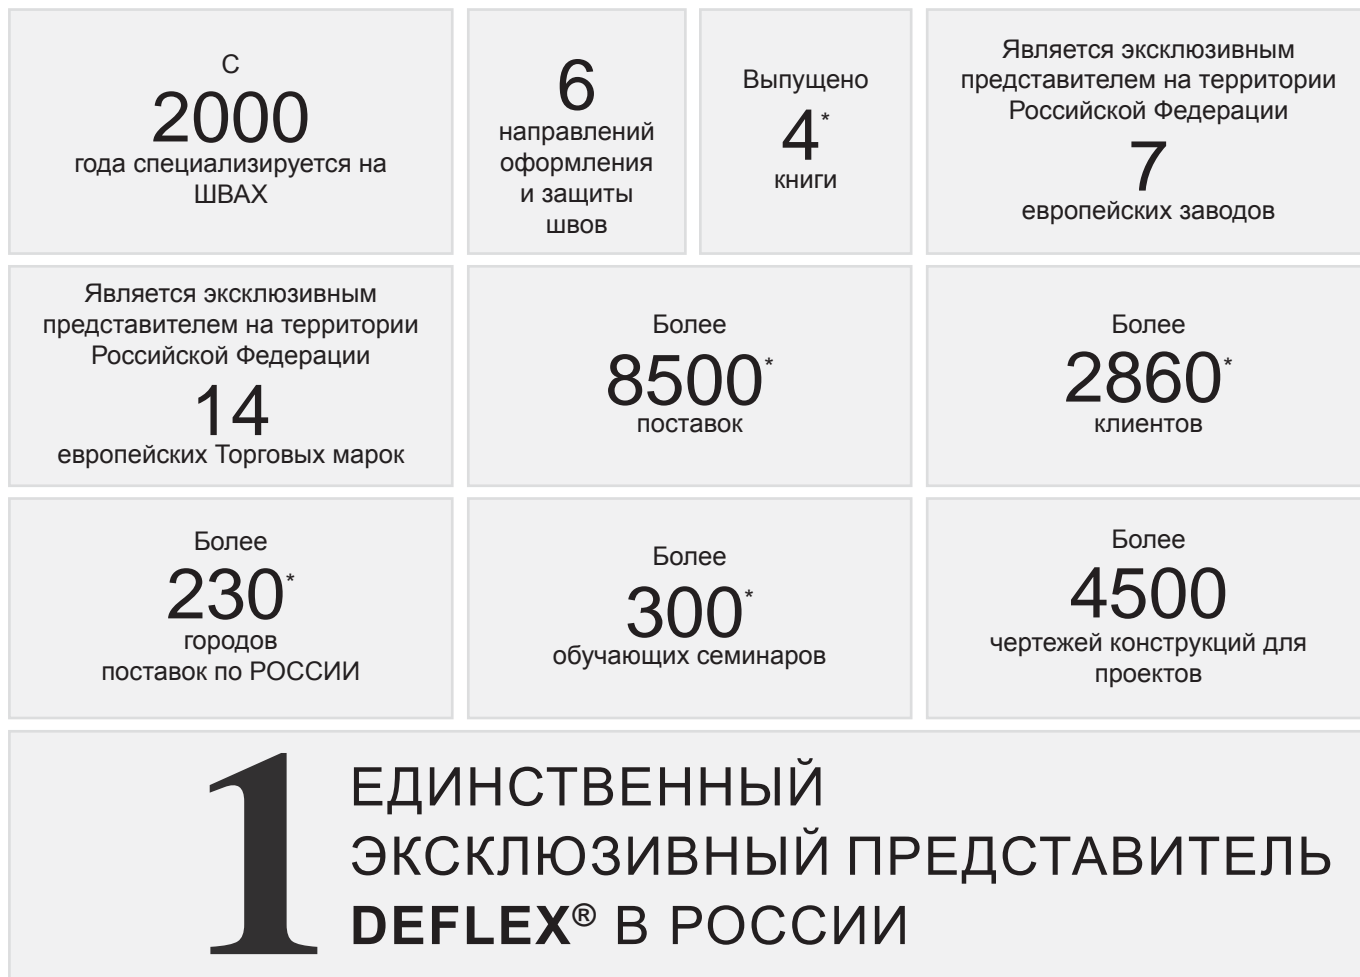 С
2000
года специализируется на
ШВАХ
6
направлений
оформления
и защиты
швов
Выпущено
4*
книги
Является эксклюзивным
представителем на территории
Российской Федерации
7
европейских заводов
Является эксклюзивным
представителем на территории
Российской Федерации
14
европейских Торговых марок
Более
8500*
поставок
Более
2860*
клиентов
Более
230*
городов
поставок по РОССИИ
Более
300*
обучающих семинаров
Более
4500
чертежей конструкций для
проектов
1
ЕДИНСТВЕННЫЙ
ЭКСКЛЮЗИВНЫЙ ПРЕДСТАВИТЕЛЬ
DEFLEX® В РОССИИ